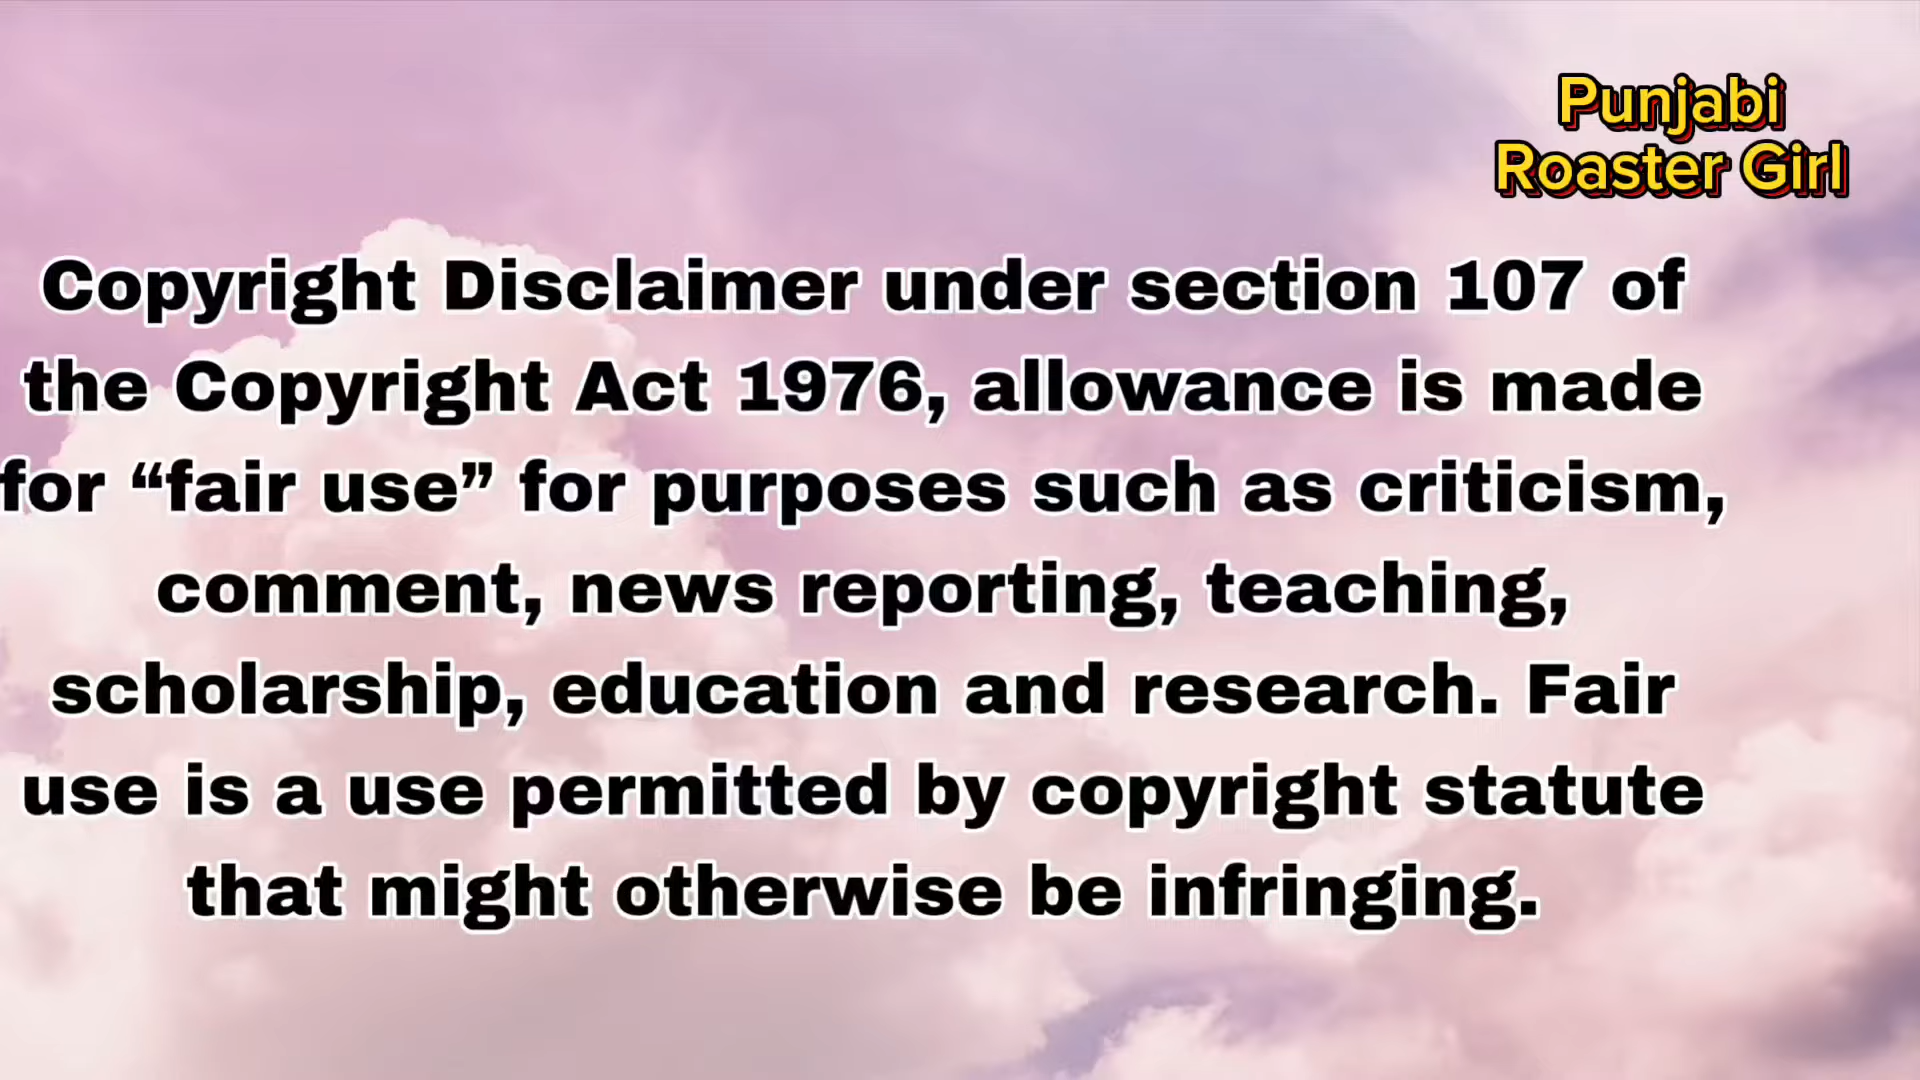 Punjabi
Roaster Girl
Copyright Disclaimer under section 107 of
the Copyright Act 1976, allowance is made
for “fair use” for purposes such as criticism,
comment, news reporting, teaching,
scholarship, education and research. Fair
use is a use permitted by copyright statute
that might otherwise be infringing.